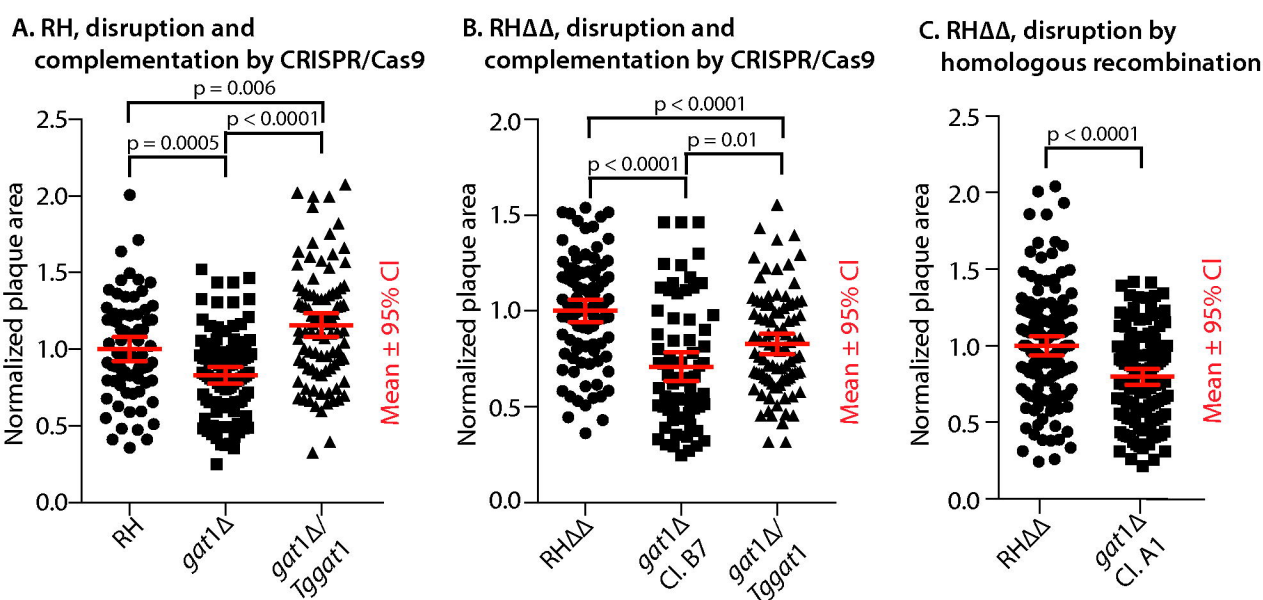 A. RH, disruption and
complementation by CRISPR/Cas9
p = 0.006
p < 0.0001
p = 0.0005
2.5
2.0
1.5
1.0
0.5
0.0
Normalized plaque area
Mean ± 95% CI
RH
gat1Δ
gat1Δ/
Tggat1
B. RHΔΔ, disruption and
complementation by CRISPR/Cas9
p < 0.0001
p = 0.01
p < 0.0001
2.0
1.5
1.0
0.5
0.0
Normalized plaque area
Mean ± 95% CI
RHΔΔ
gat1Δ
Cl. B7
gat1Δ/
Tggat1
C. RHΔΔ, disruption by
homologous recombination
p < 0.0001
2.5
2.0
1.5
1.0
0.5
0.0
Normalized plaque area
Mean ± 95% CI
RHΔΔ
gat1Δ
Cl. A1